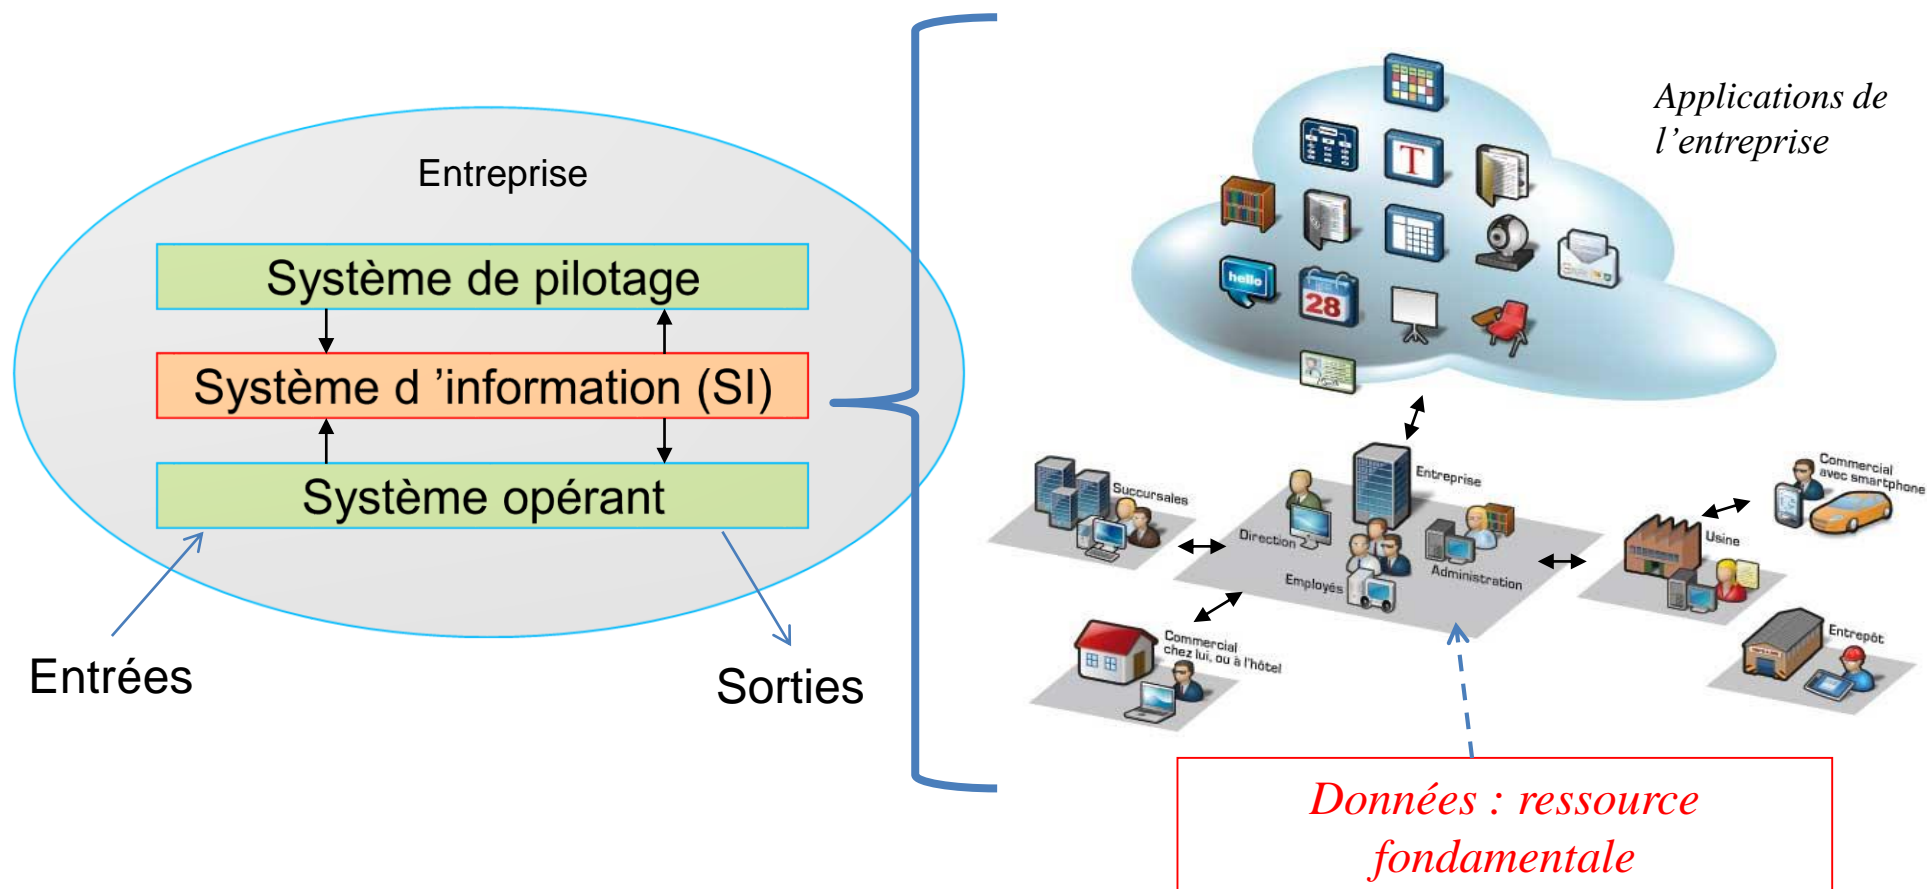 Entreprise
Système de pilotage
Système d ’information (SI)
Système opérant
Entrées
Sorties
Applications de
l’entreprise
T
hello
28
Succursales
Entreprise
Direction
Employés
Administration
Commercial
avec smartphone
Usine
Entrepôt
Commercial
chez lui, ou à l'hôtel
Données : ressource
fondamentale